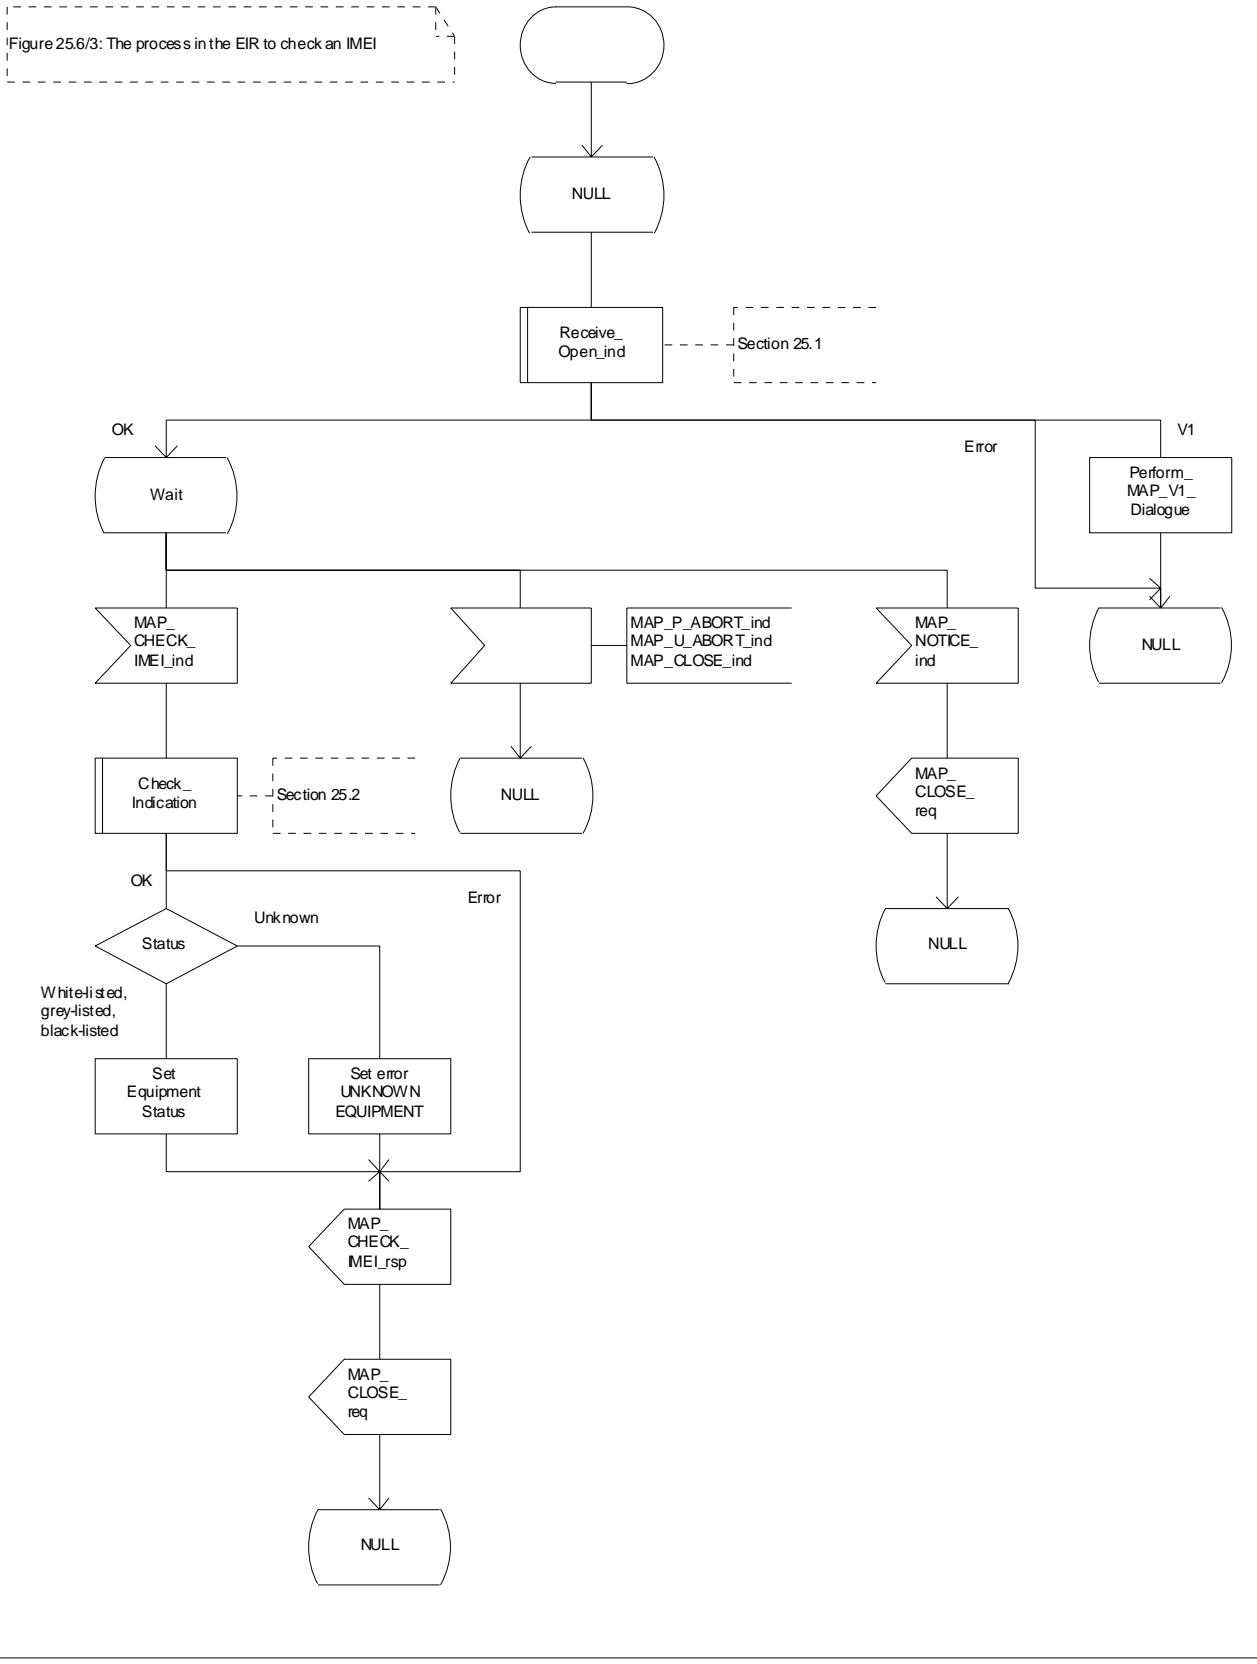 Figure 25.6/3: The process in the EIR to check an IMEI
NULL
Receive_
Open_ind
Section 25.1
OK
Error
V1
Wait
Perform_
MAP_V1_
Dialogue
MAP_
CHECK_
IMEI_ind
MAP_P_ABORT_ind
MAP_U_ABORT_ind
MAP_CLOSE_ind
MAP_
NOTICE_
ind
NULL
Check_
Indication
Section 25.2
NULL
MAP_
CLOSE_
req
OK
Error
Unknown
Status
NULL
White-listed,
grey-listed,
black-listed
Set
Equipment
Status
Set error
UNKNOWN
EQUIPMENT
MAP_
CHECK_
IMEI_rsp
MAP_
CLOSE_
req
NULL